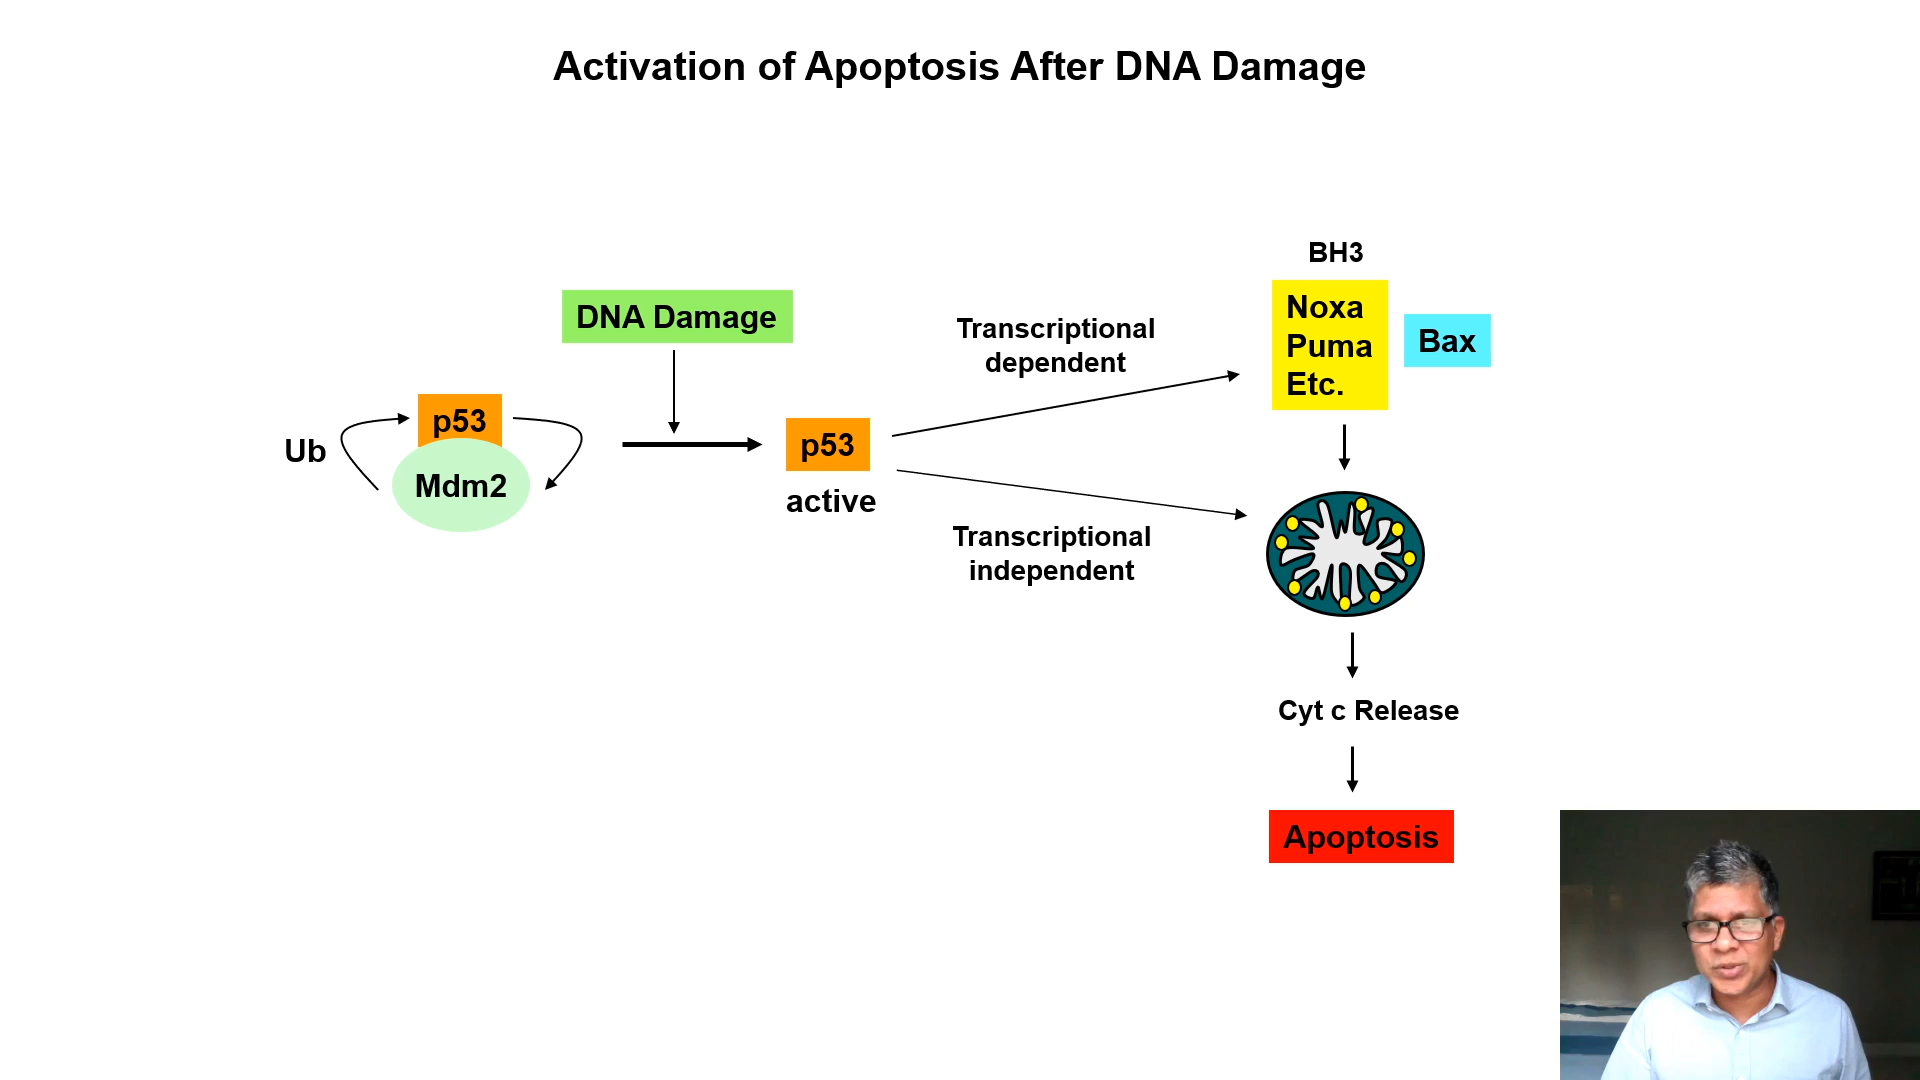 Activation of Apoptosis After DNA Damage
BH3
DNA Damage
Noxa
Puma
Etc.
Bax
Transcriptional
dependent
p53
Ub
Mdm2
p53
active
Transcriptional
independent
Cyt c Release
Apoptosis